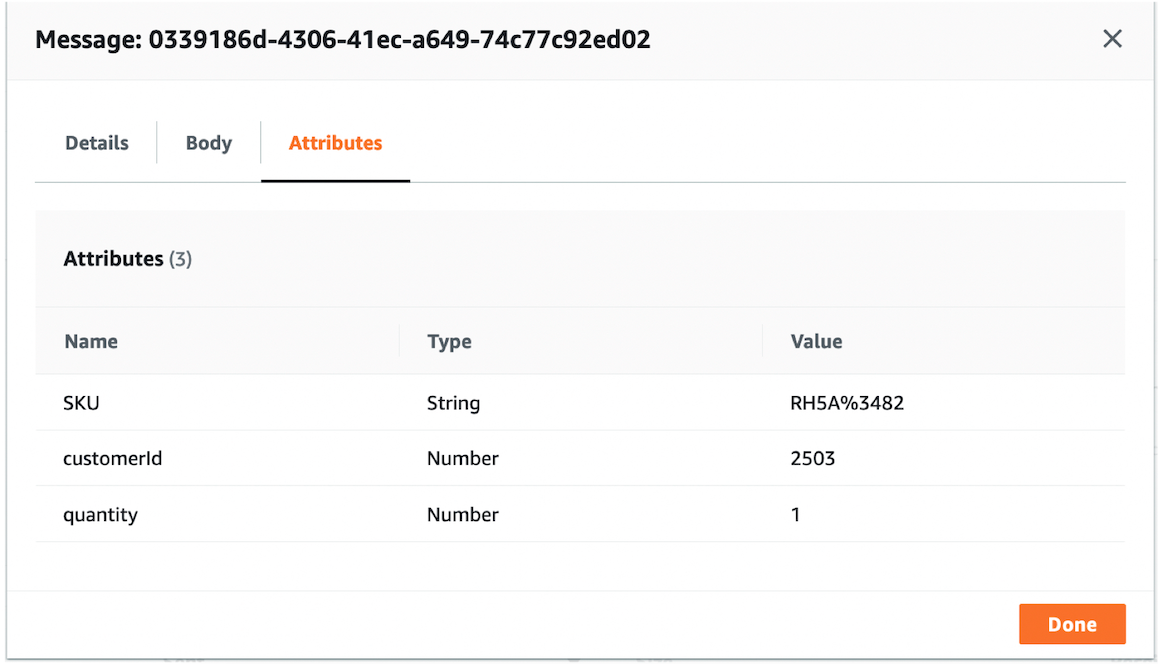 Message: 0339186d-4306-41ec-a649-74c77c92ed02
Details Body Attributes
Attributes (3)
Name Type Value
SKU String RH5A%3482
customerId Number 2503
quantity Number 1
Done